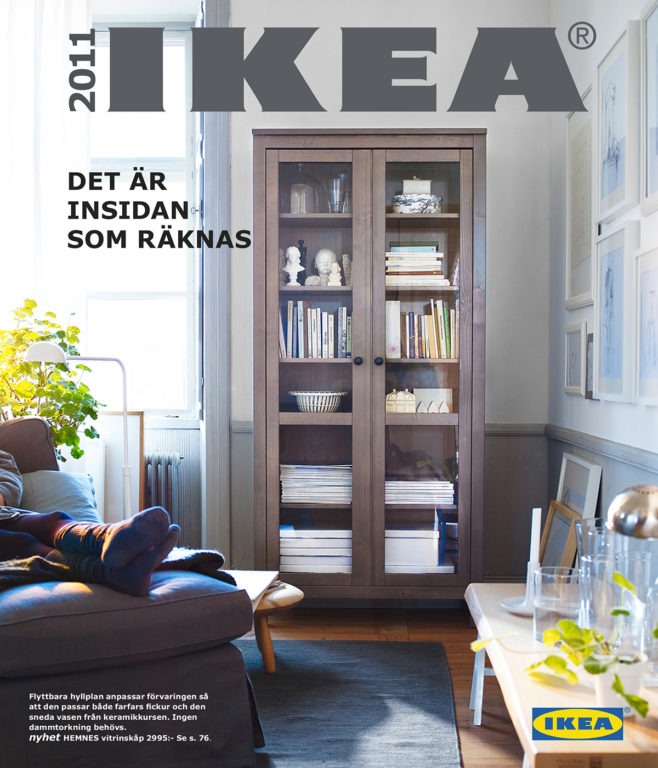 2011
IKEA®
DET ÄR
INSIDAN
SOM RÄKNAS
Flyttbara hyllplan anpassar förvaringen så
att den passar både farfars fickur och den
sneda vasen från keramikkursen. Ingen
dammtorkning behövs.
nyhet HEMNES vitrinskåp 2995:- Se s. 76.
IKEA®